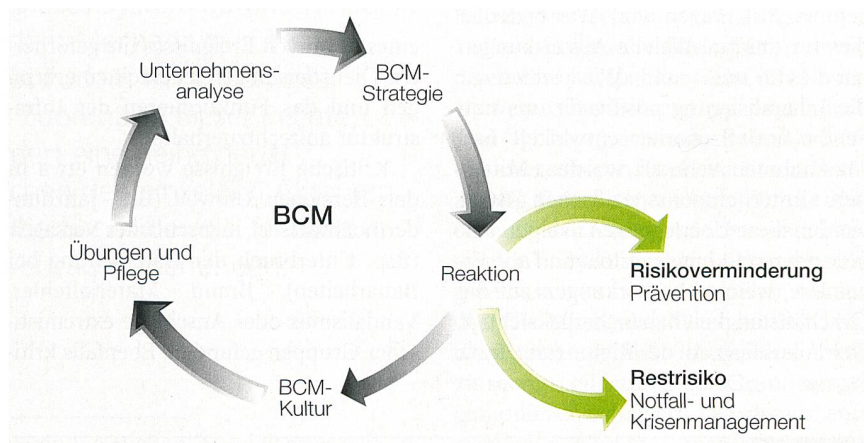 Unternehmens-
analyse
BCM-
Strategie
BCM
Übungen und
Pflege
Reaktion
Risikoverminderung
Prävention
BCM-
Kultur
Restrisiko
Notfall- und
Krisenmanagement